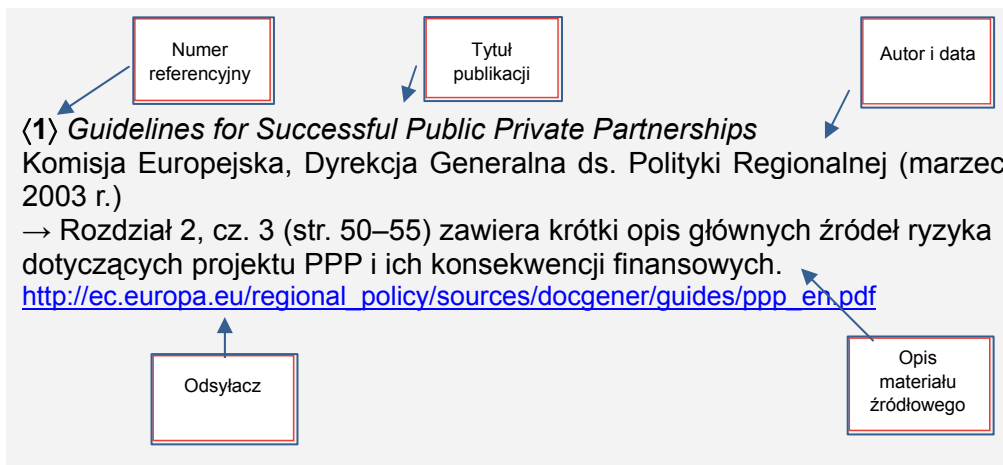 Numer
referencyjny
Tytuł
publikacji
Autor i data
⟨1⟩ Guidelines for Successful Public Private Partnerships
Komisja Europejska, Dyrekcja Generalna ds. Polityki Regionalnej (marzec
2003 r.)
→ Rozdział 2, cz. 3 (str. 50–55) zawiera krótki opis głównych źródeł ryzyka
dotyczących projektu PPP i ich konsekwencji finansowych.
http://ec.europa.eu/regional_policy/sources/docgener/guides/ppp_en.pdf
Odsyłacz
Opis
materiału
źródłowego